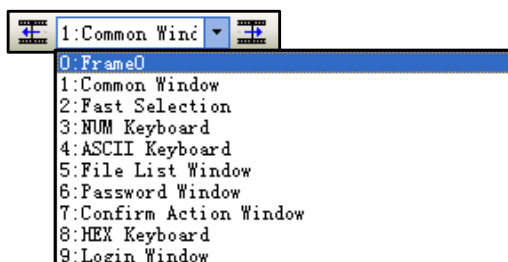 1:Common Winc
0:Frame0
1:Common Window
2:Fast Selection
3:NUM Keyboard
4:ASCII Keyboard
5:File List Window
6:Password Window
7:Confirm Action Window
8:HEX Keyboard
9:Login Window